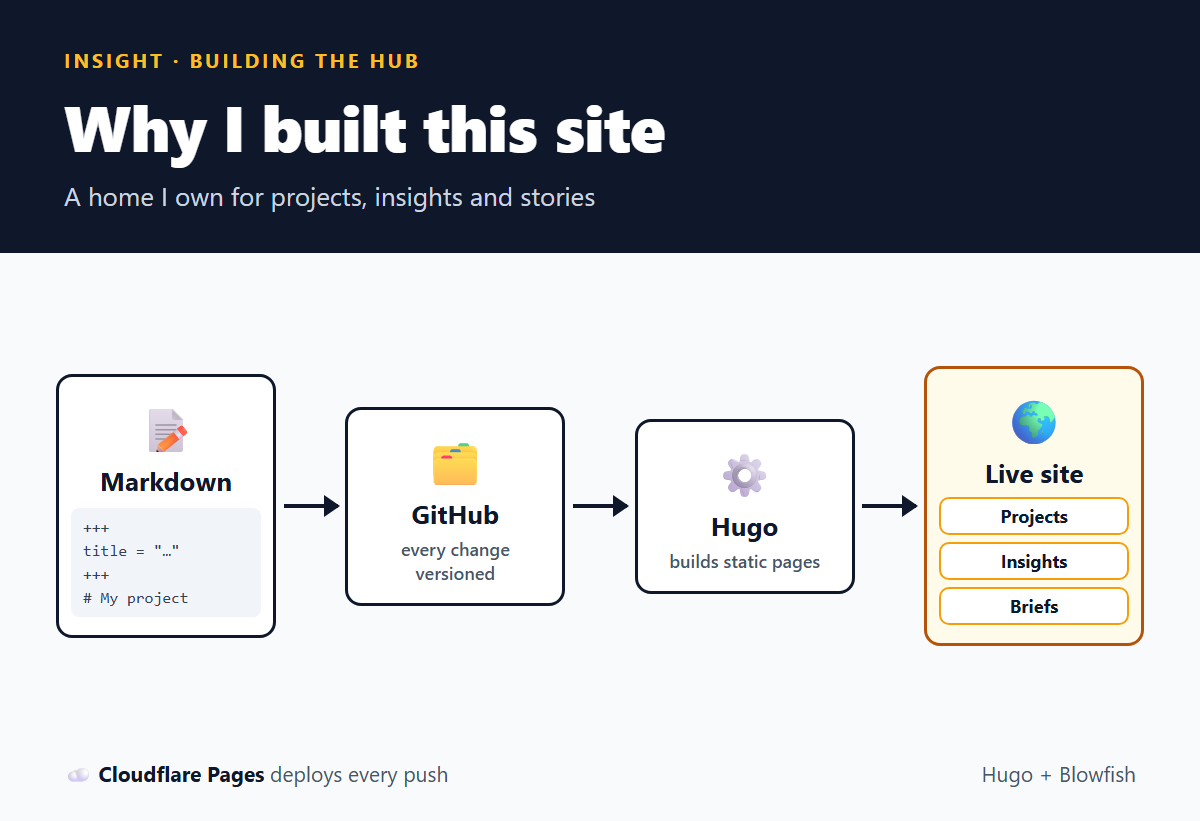 INSIGHT · BUILDING THE HUB
Why I built this site
A home I own for projects, insights and stories
Markdown
+++
title = "…"
+++
# My project
GitHub
every change
versioned
Hugo
builds static pages
Live site
Projects
Insights
Briefs
Cloudflare Pages deploys every push
Hugo + Blowfish